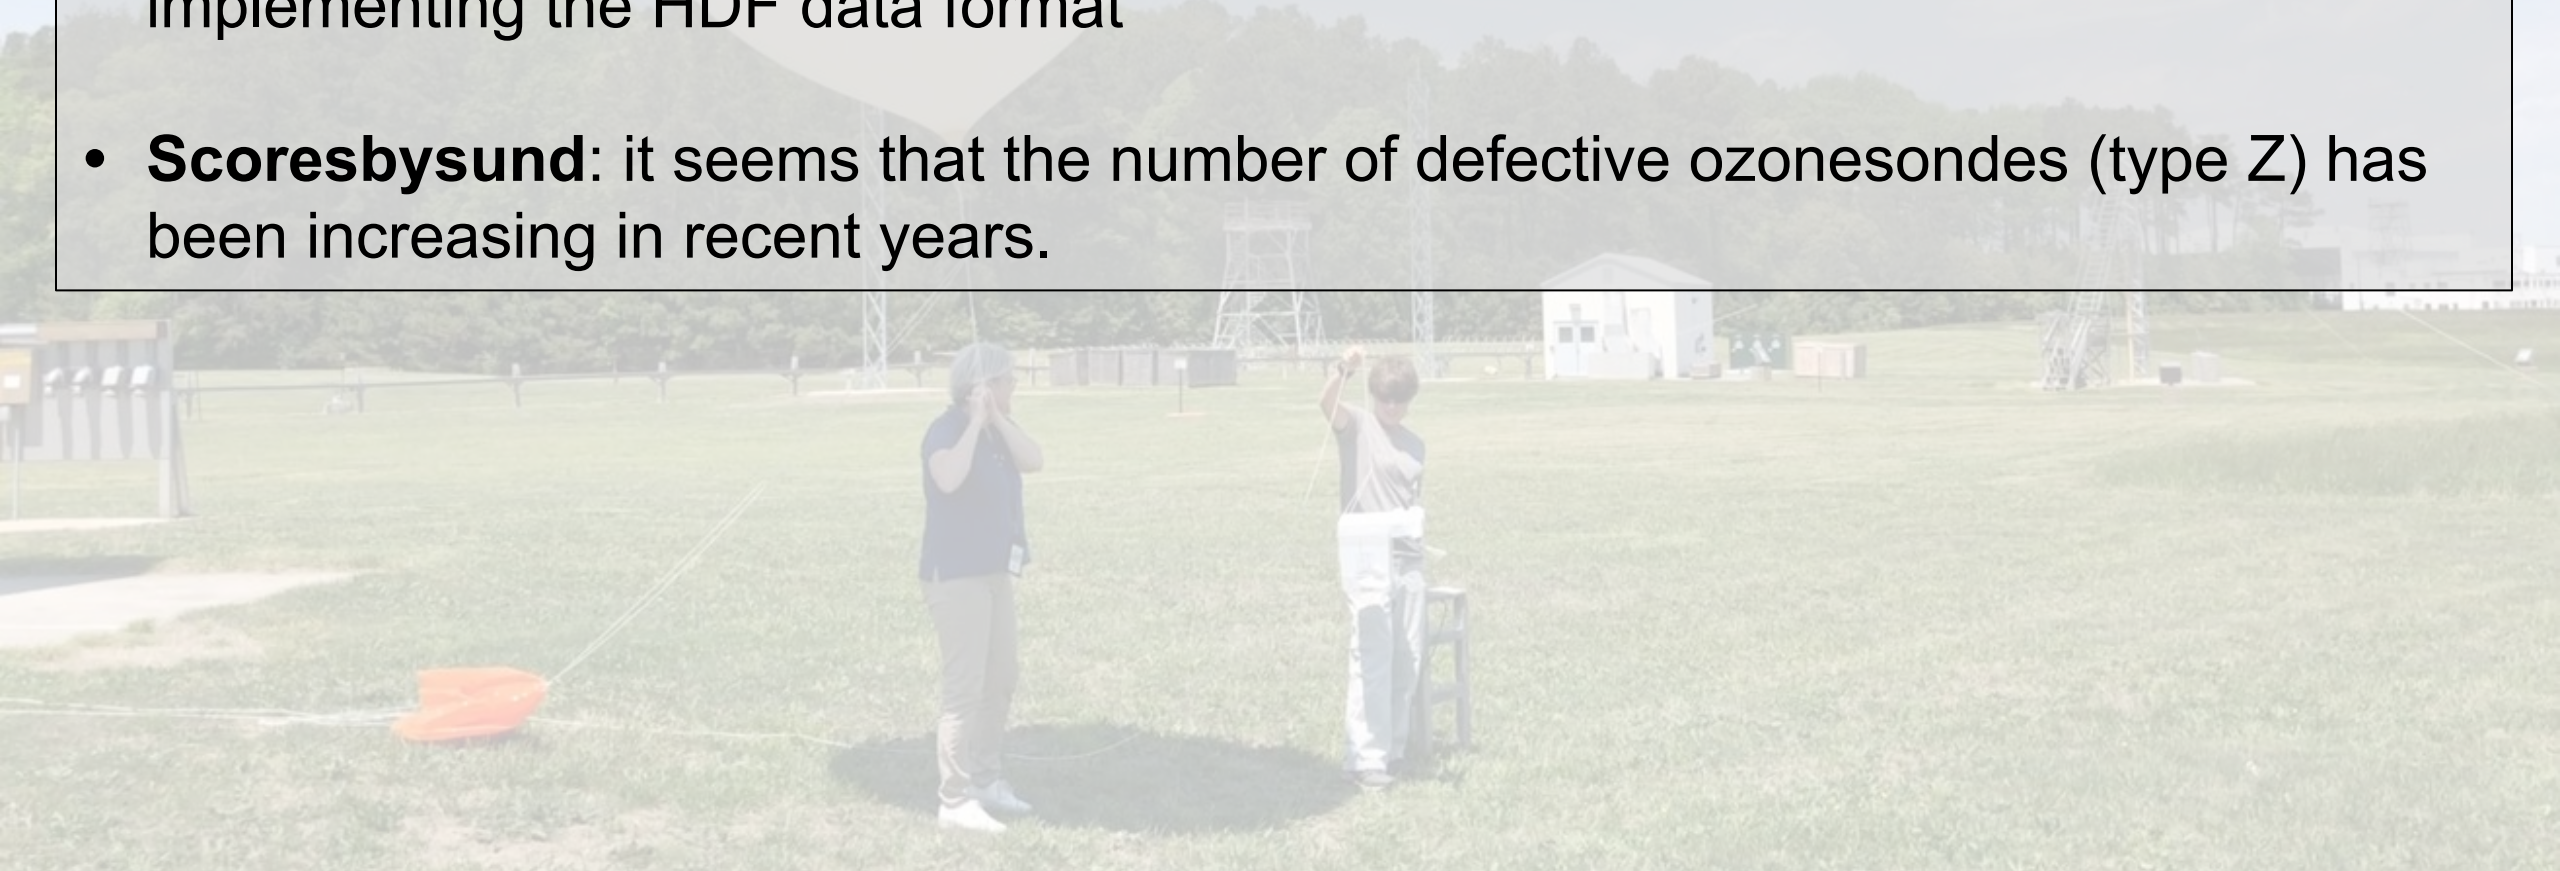 implementing the HDF data format
• Scoresbysund: it seems that the number of defective ozonesondes (type Z) has
been increasing in recent years.